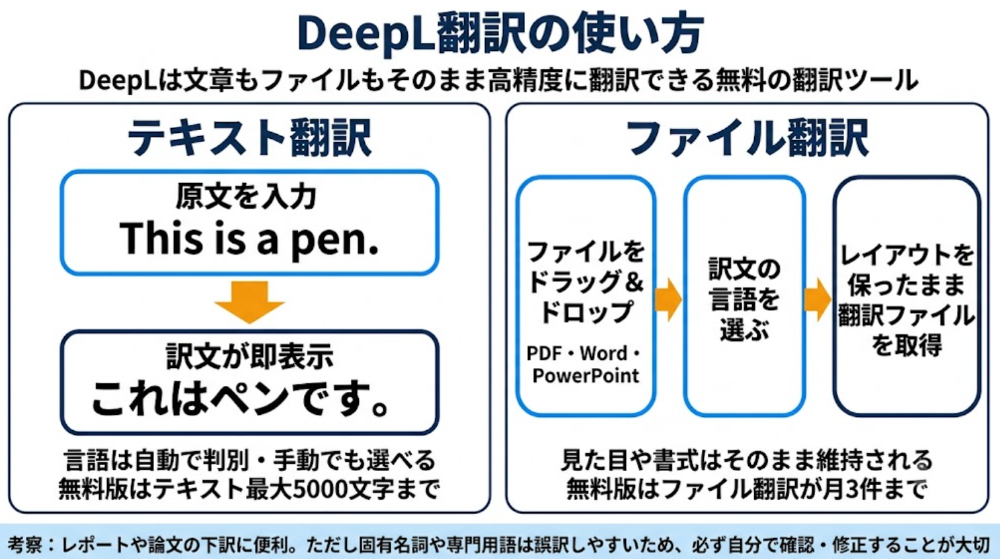 DeepL翻訳の使い方
DeepLは文章もファイルもそのまま高精度に翻訳できる無料の翻訳ツール
テキスト翻訳
原文を入力
This is a pen.
訳文が即表示
これはペンです。
言語は自動で判別・手動でも選べる
無料版はテキスト最大5000文字まで
ファイル翻訳
ファイルを
ドラッグ＆
ドロップ
PDF・Word・
PowerPoint
訳文の
言語を
選ぶ
レイアウトを
保ったまま
翻訳ファイル
を取得
見た目や書式はそのまま維持される
無料版はファイル翻訳が月3件まで
考察：レポートや論文の下訳に便利。ただし固有名詞や専門用語は誤訳しやすいため、必ず自分で確認・修正することが大切